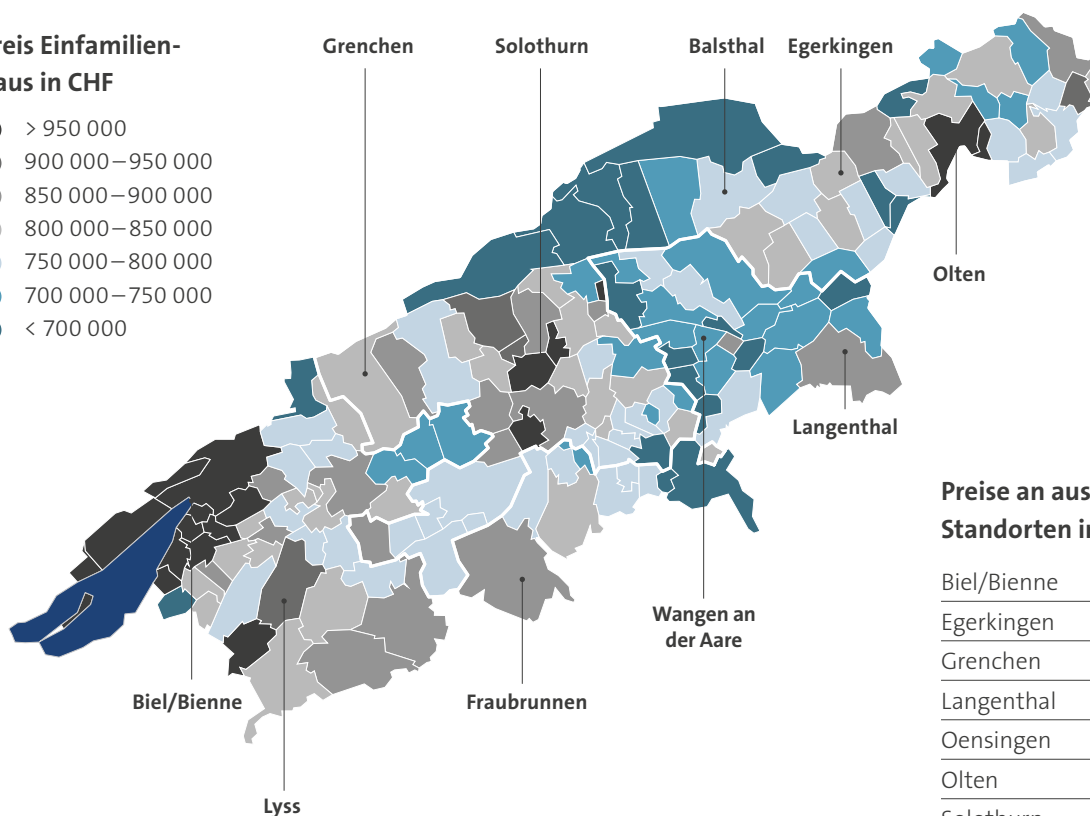 reis Einfamilien-
aus in CHF
> 950 000
900 000–950 000
850 000–900 000
800 000–850 000
750 000–800 000
700 000–750 000
< 700 000
Grenchen
Solothurn
Balsthal
Egerkingen
Olten
Langenthal
Wangen an
der Aare
Biel/Bienne
Fraubrunnen
Lyss
Preise an aus
Standorten i
Biel/Bienne
Egerkingen
Grenchen
Langenthal
Oensingen
Olten
Solothurn